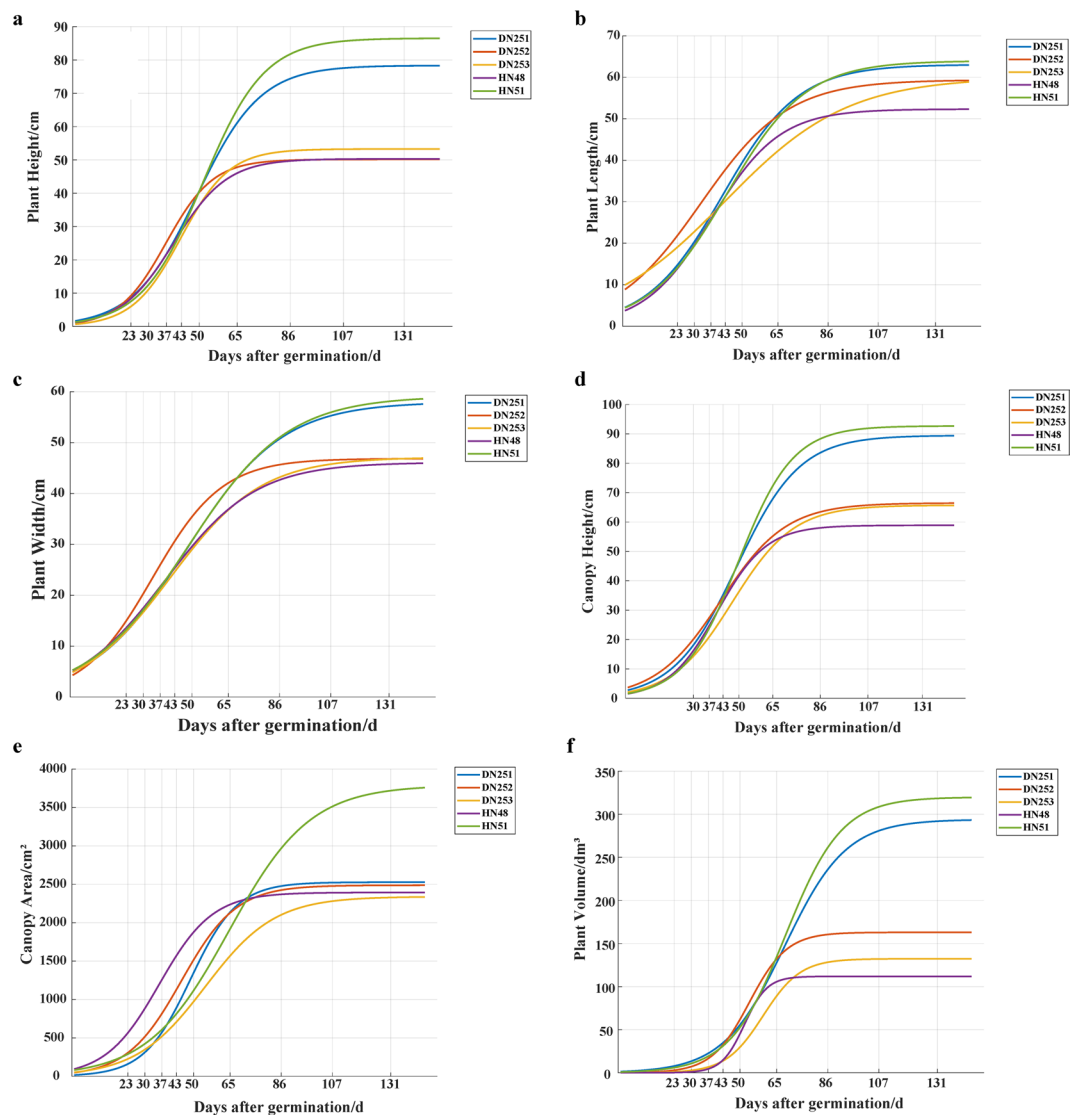 a
90
80
70
60
50
40
30
20
10
0
Plant Height/cm
23 30 37 43 50 65 86 107 131
Days after germination/d
DN251
DN252
DN253
HN48
HN51
b
70
60
50
40
30
20
10
0
Plant Length/cm
23 30 37 43 50 65 86 107 131
Days after germination/d
DN251
DN252
DN253
HN48
HN51
c
60
50
40
30
20
10
0
Plant Width/cm
23 30 37 43 50 65 86 107 131
Days after germination/d
DN251
DN252
DN253
HN48
HN51
d
100
90
80
70
60
50
40
30
20
10
0
Canopy Height/cm
30 37 43 50 65 86 107 131
Days after germination/d
DN251
DN252
DN253
HN48
HN51
e
4000
3500
3000
2500
2000
1500
1000
500
0
Canopy Area/cm²
23 30 37 43 50 65 86 107 131
Days after germination/d
DN251
DN252
DN253
HN48
HN51
f
350
300
250
200
150
100
50
0
Plant Volume/dm³
23 30 37 43 50 65 86 107 131
Days after germination/d
DN251
DN252
DN253
HN48
HN51